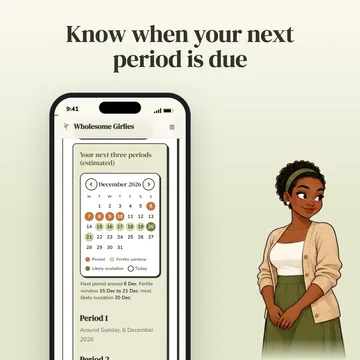 Know when your next
period is due
9:41
Wholesome Girlies
Your next three periods
(estimated)
December 2026
M T W T F S S
1 2 3 4 5 6
7 8 9 10 11 12 13
14 15 16 17 18 19 20
21 22 23 24 25 26 27
28 29 30 31
Period Fertile window
Likely ovulation Today
Next period around 6 Dec. Fertile
window 15 Dec to 21 Dec, most
likely ovulation 20 Dec.
Period 1
Around Sunday, 6 December
2026
Period 2